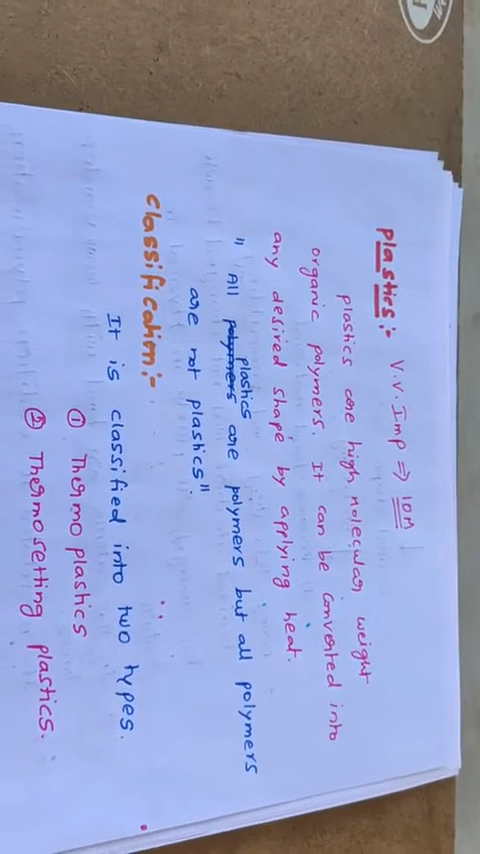 plastics:- V.V. Imp => 10M
plastics are high molecular weight
organic polymers. It can be converted into
any desired shape by applying heat.
" All plastics are polymers but all polymers
are not plastics".
classification:-
It is classified into two types.
① Thermo plastics
② Thermosetting plastics.